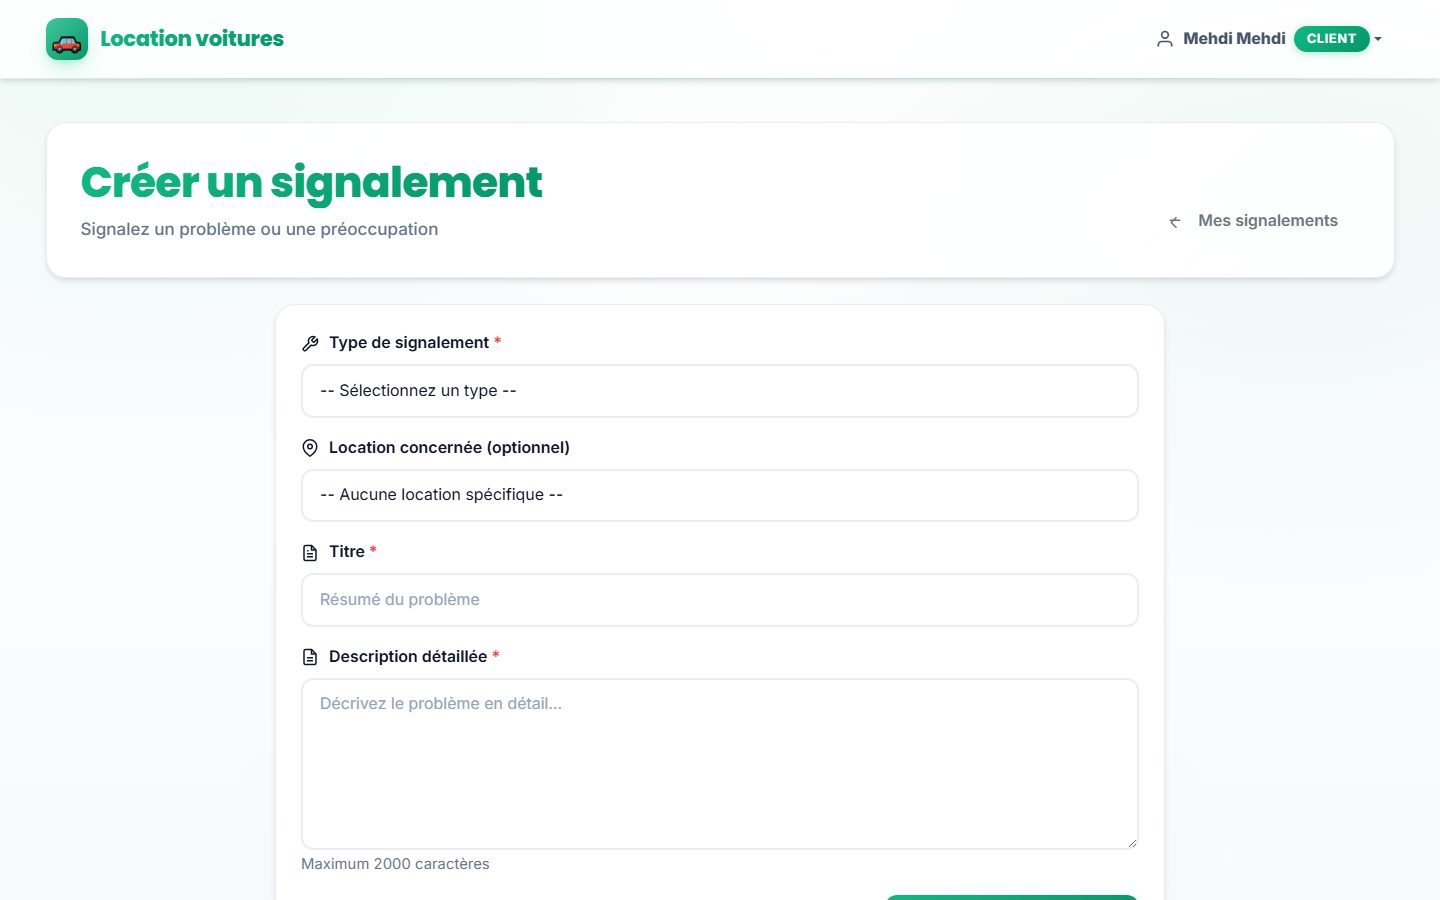 Location voitures
Mehdi Mehdi CLIENT
Créer un signalement
Signalez un problème ou une préoccupation
Mes signalements
Type de signalement *
-- Sélectionnez un type --
Location concernée (optionnel)
-- Aucune location spécifique --
Titre *
Résumé du problème
Description détaillée *
Décrivez le problème en détail...
Maximum 2000 caractères